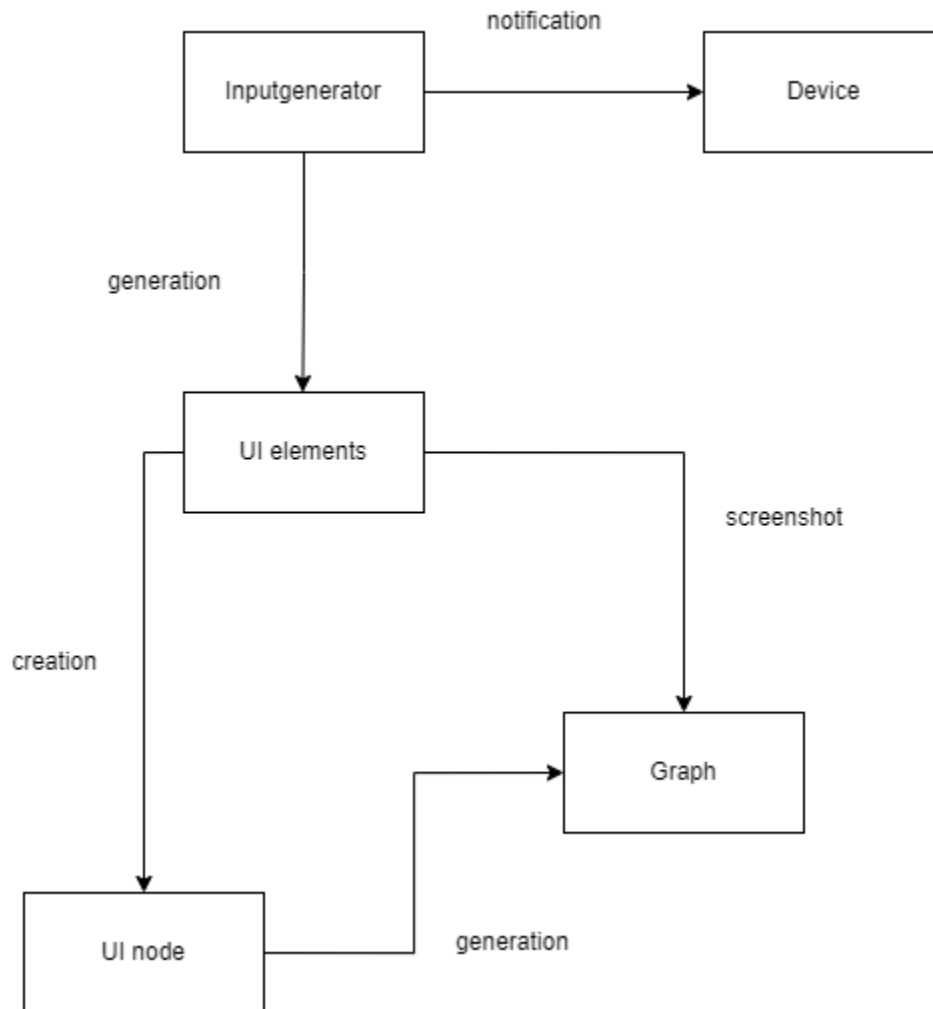 notification
Inputgenerator
Device
generation
UI elements
screenshot
creation
Graph
generation
UI node